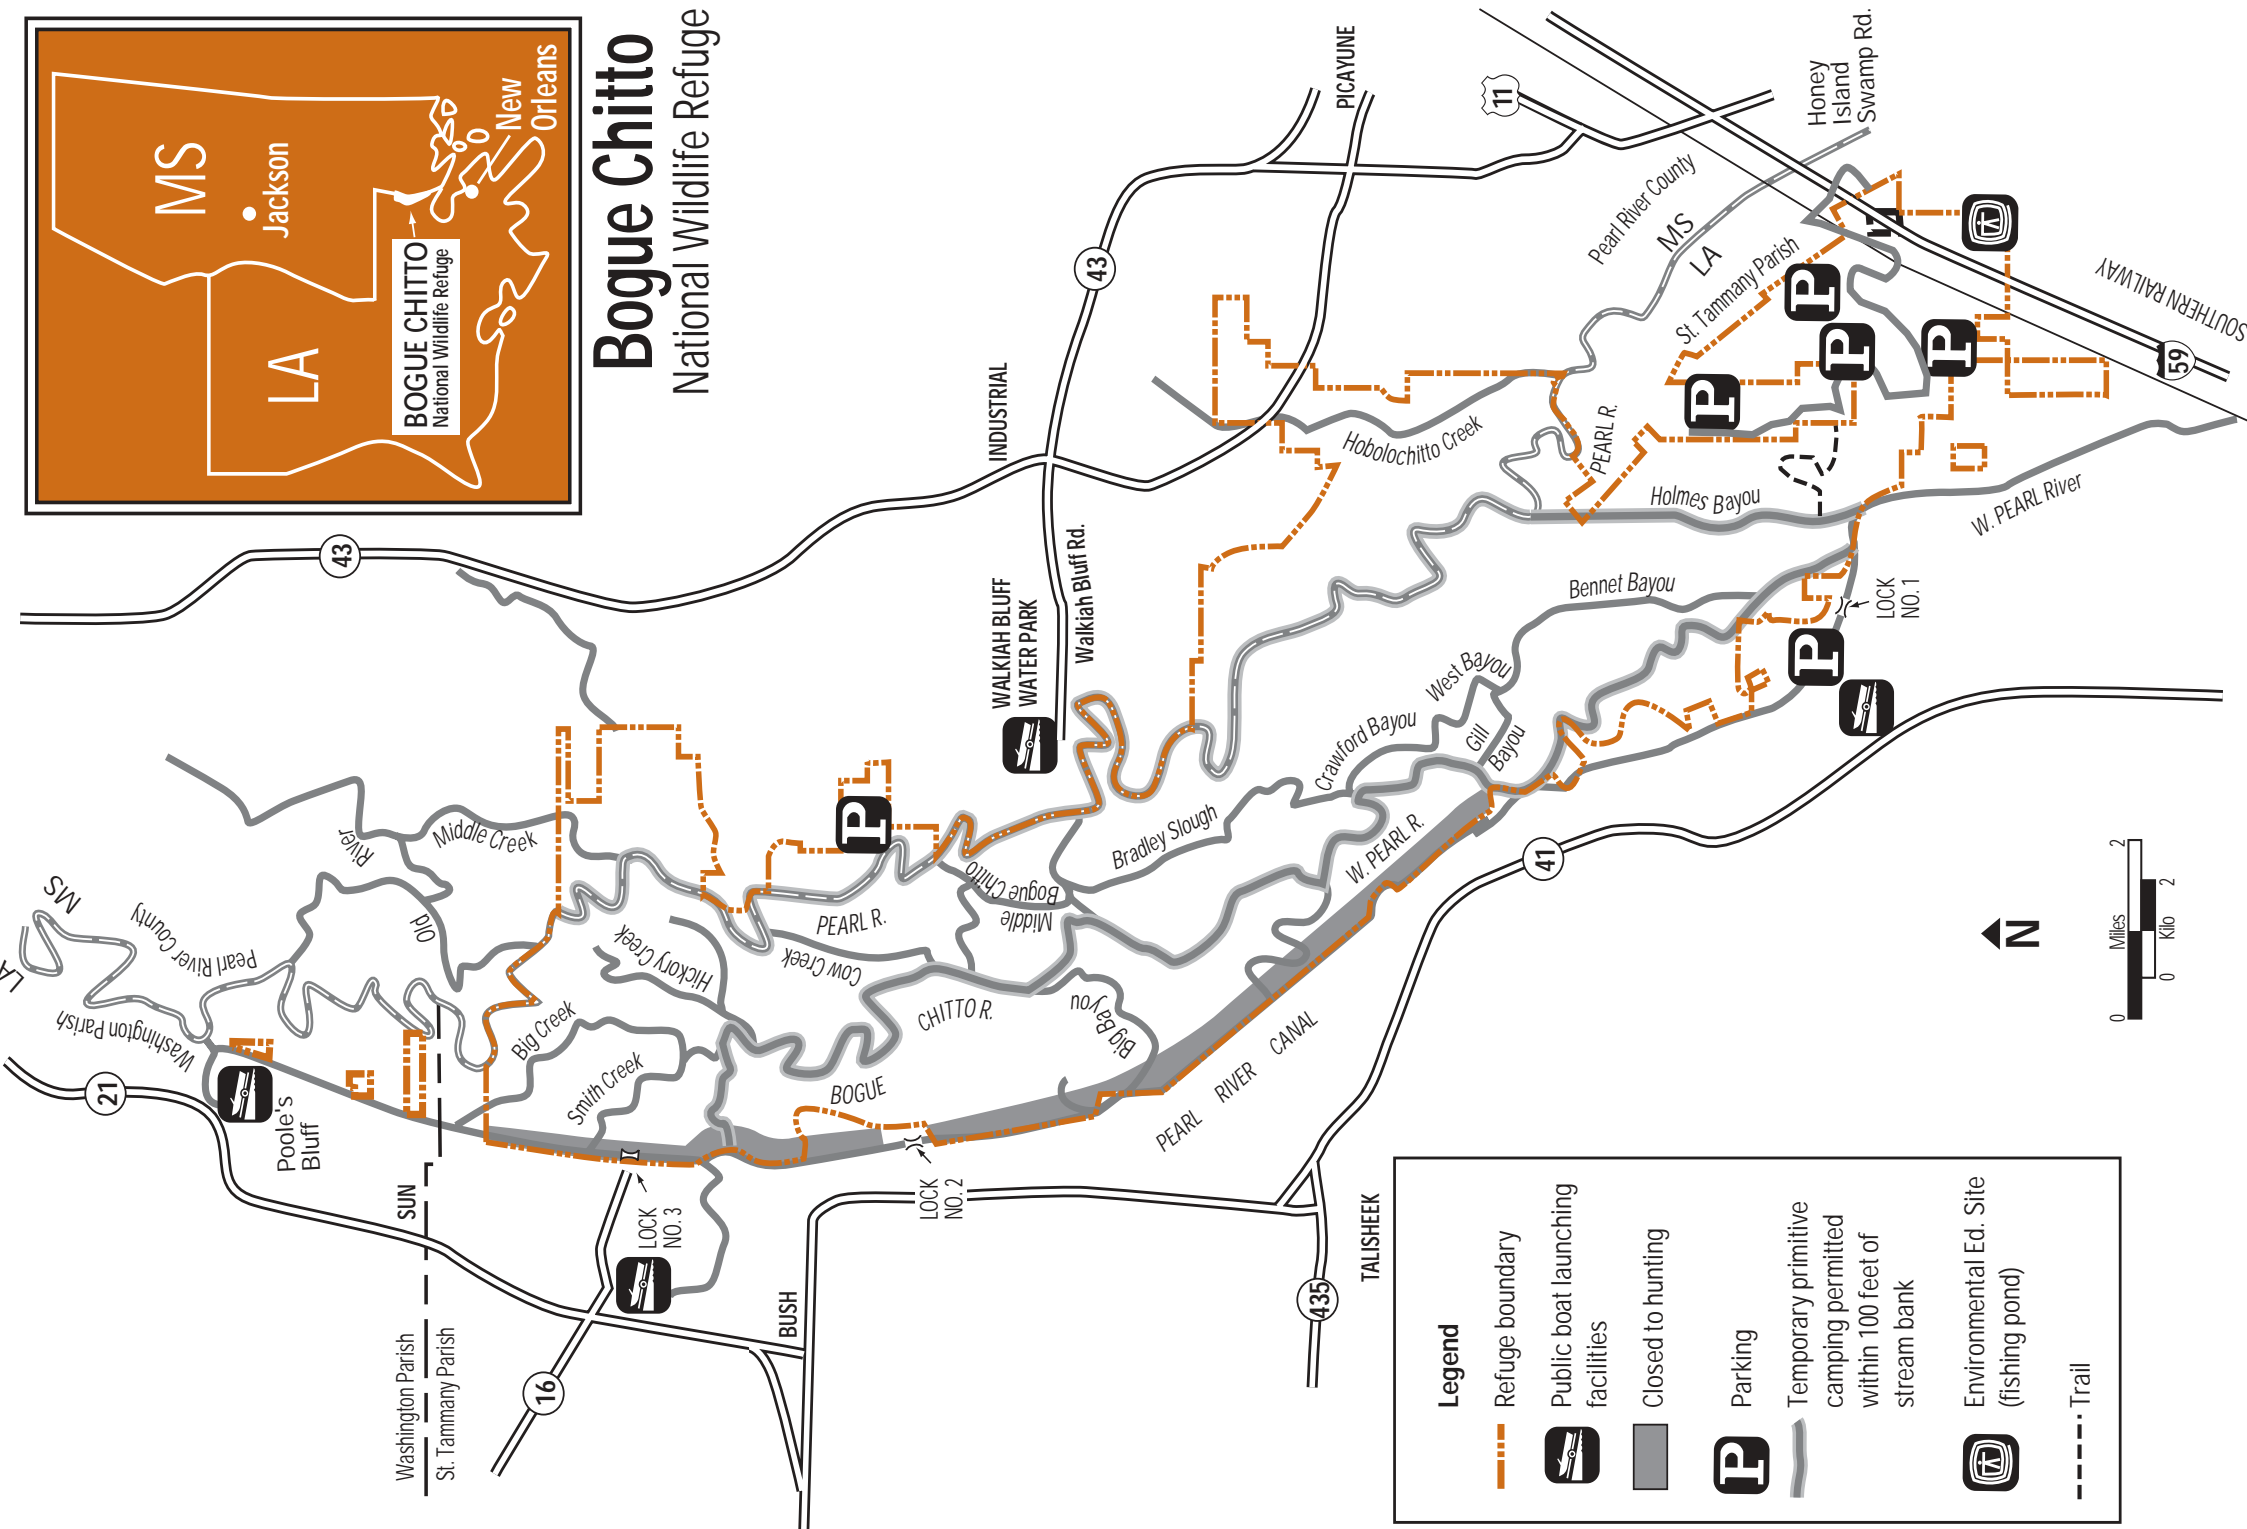 Bogue Chitto
National Wildlife Refuge
MS
Jackson
LA
New
Orleans
BOGUE CHITTO
National Wildlife Refuge
LA
MS
Washington Parish
Pearl River County
21
Poole's
Bluff
SUN
Washington Parish
St. Tammany Parish
16
LOCK
NO. 3
BUSH
LOCK
NO. 2
43
River
Old
Middle Creek
Big Creek
Smith Creek
Hickory Creek
Cow Creek
PEARL R.
BOGUE
CHITTO R.
Middle
Bogue Chitto
Big Bayou
Bradley Slough
Crawford Bayou
West Bayou
Gill
Bayou
Bennet Bayou
W. PEARL R.
PEARL RIVER CANAL
WALKIAH BLUFF
WATER PARK
Walkiah Bluff Rd.
INDUSTRIAL
43
PICAYUNE
11
Hobolochitto Creek
PEARL R.
Holmes Bayou
Pearl River County
MS
LA
St. Tammany Parish
Honey
Island
Swamp Rd.
P
P
P
P
P
P
SOUTHERN RAILWAY
59
W. PEARL River
LOCK
NO. 1
41
TALISHEEK
435
N
0 Miles 2
0 Kilo 2
Legend
Refuge boundary
Public boat launching
facilities
Closed to hunting
P Parking
Temporary primitive
camping permitted
within 100 feet of
stream bank
Environmental Ed. Site
(fishing pond)
Trail